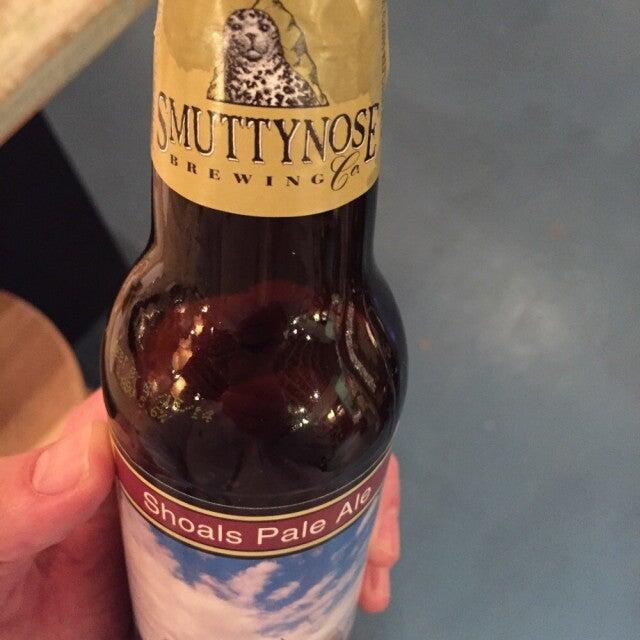 SMUTTYNOSE
BREWING Co.
Shoals Pale Ale